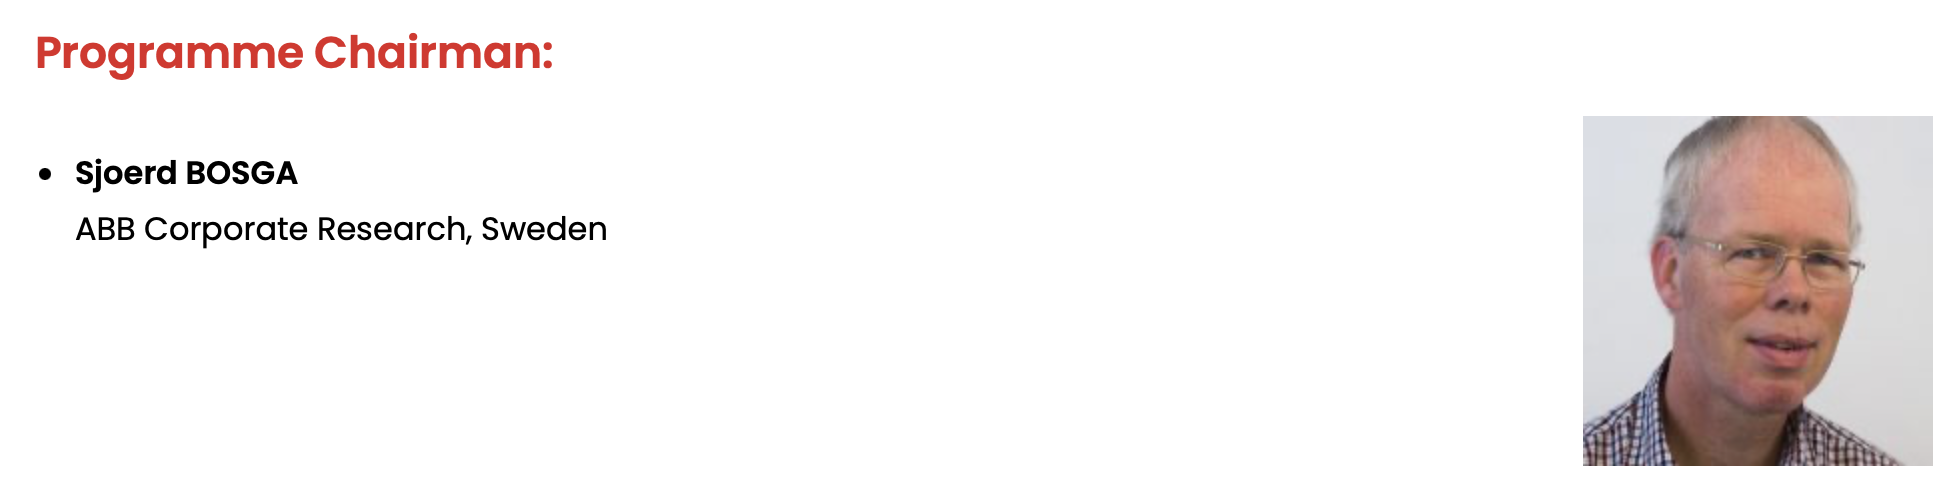 Programme Chairman:
Sjoerd BOSGA
ABB Corporate Research, Sweden